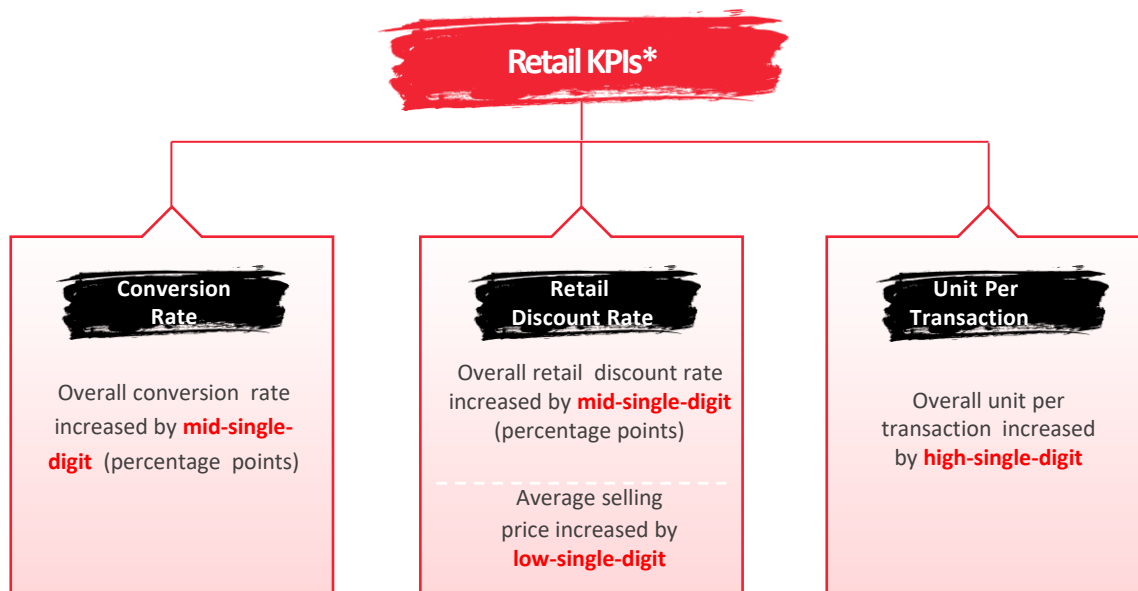 Retail KPIs*
Conversion
Rate
Overall conversion rate
increased by mid-single-
digit (percentage points)
Retail
Discount Rate
Overall retail discount rate
increased by mid-single-digit
(percentage points)
Average selling
price increased by
low-single-digit
Unit Per
Transaction
Overall unit per
transaction increased
by high-single-digit